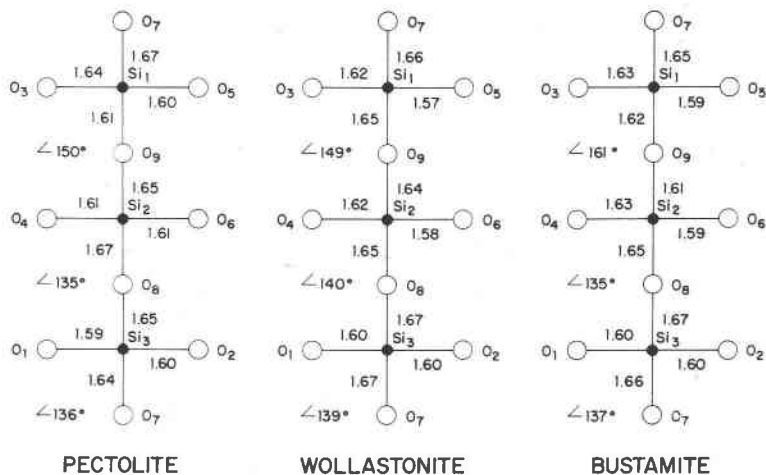 O7 O7 O7
1.67 1.66 1.65
O3 1.64 Si1 O5 O3 1.62 Si1 O5 O3 1.63 Si1 O5
1.60 1.57 1.59
1.61 1.65 1.62
∠150° O9 ∠149° O9 ∠161° O9
1.65 1.64 1.61
O4 1.61 Si2 O6 O4 1.62 Si2 O6 O4 1.63 Si2 O6
1.61 1.58 1.59
1.67 1.65 1.65
∠135° O8 ∠140° O8 ∠135° O8
1.65 1.67 1.67
O1 1.59 Si3 O2 O1 1.60 Si3 O2 O1 1.60 Si3 O2
1.60 1.60 1.60
1.64 1.67 1.66
∠136° O7 ∠139° O7 ∠137° O7
PECTOLITE WOLLASTONITE BUSTAMITE